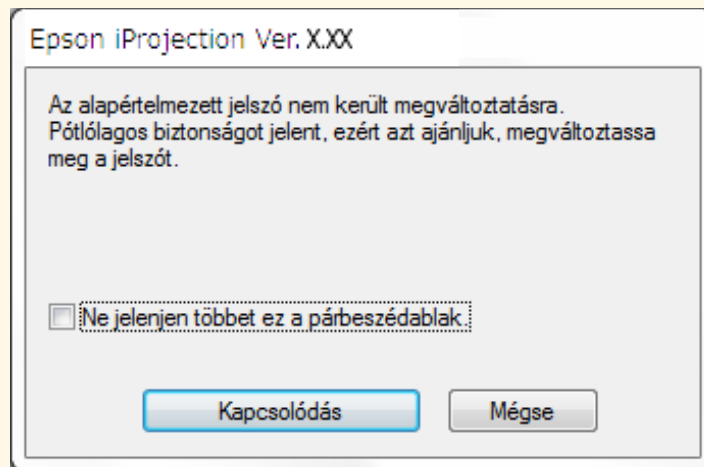 Epson iProjection Ver. X.XX
Az alapértelmezett jelszó nem került megváltoztatásra.
Pótlólagos biztonságot jelent, ezért azt ajánljuk, megváltoztassa
meg a jelszót.
Ne jelenjen többet ez a párbeszédablak.
Kapcsolódás
Mégse